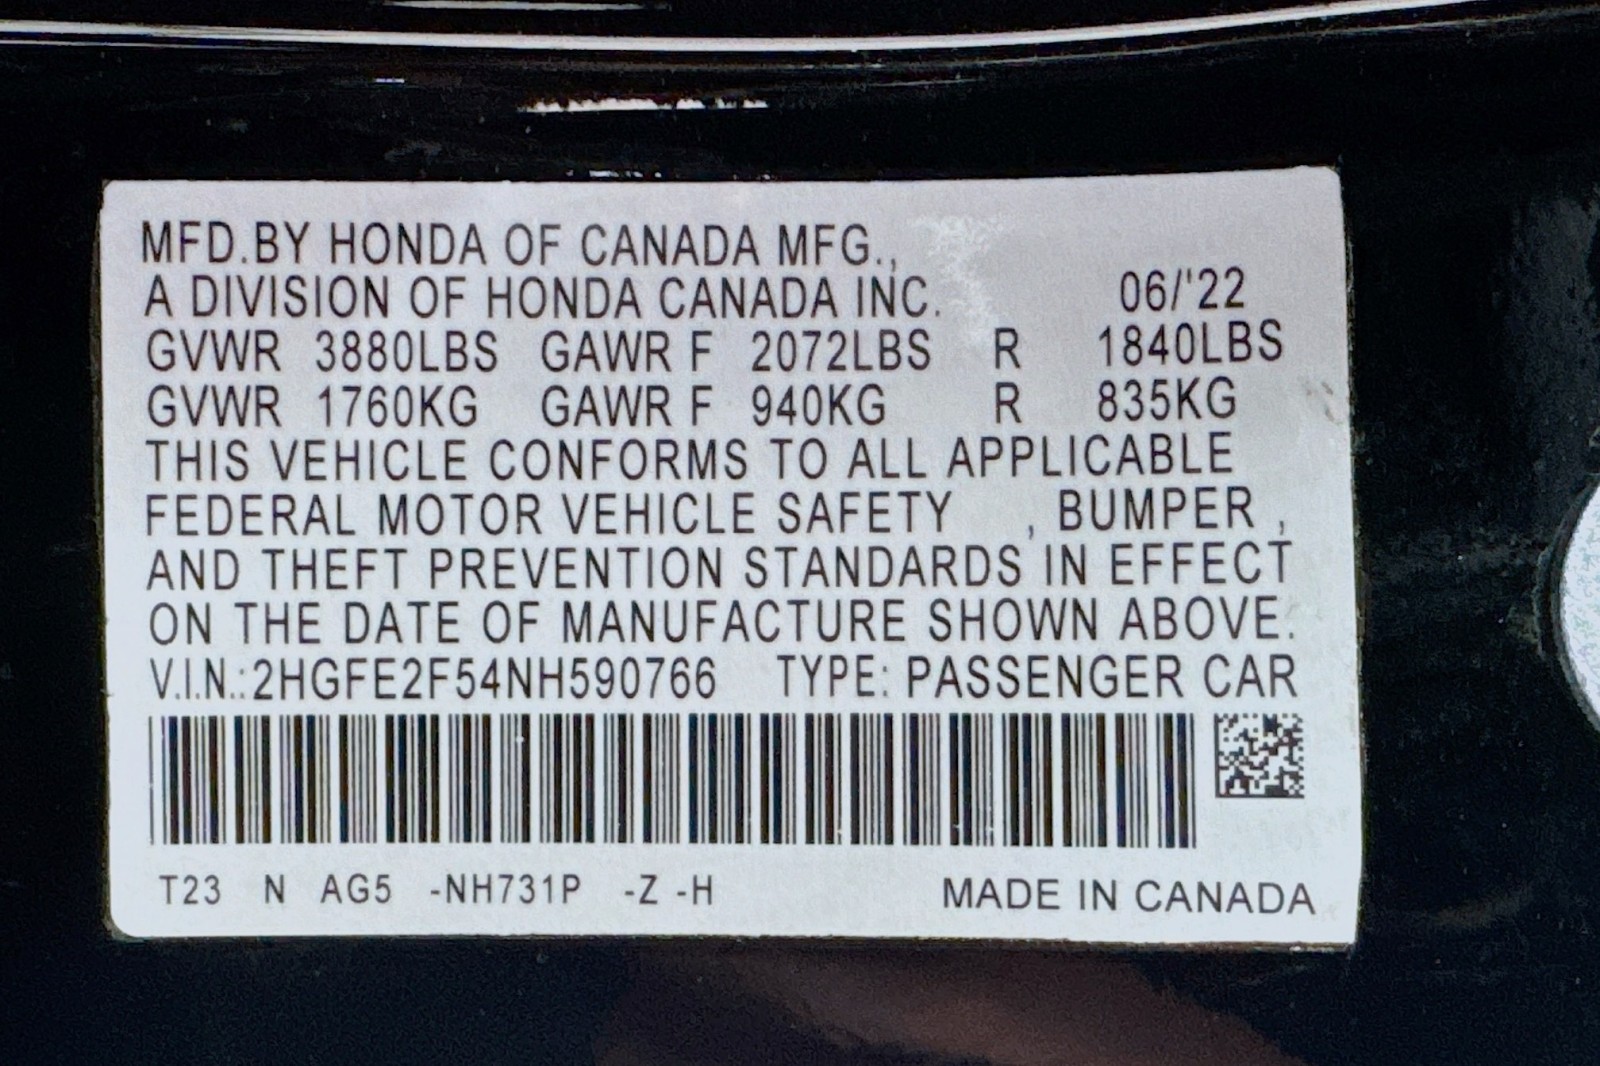 MFD.BY HONDA OF CANADA MFG.,
A DIVISION OF HONDA CANADA INC. 06/'22
GVWR 3880LBS GAWR F 2072LBS R 1840LBS
GVWR 1760KG GAWR F 940KG R 835KG
THIS VEHICLE CONFORMS TO ALL APPLICABLE
FEDERAL MOTOR VEHICLE SAFETY , BUMPER ,
AND THEFT PREVENTION STANDARDS IN EFFECT
ON THE DATE OF MANUFACTURE SHOWN ABOVE.
V.I.N.:2HGFE2F54NH590766 TYPE: PASSENGER CAR
T23 N AG5 -NH731P -Z -H MADE IN CANADA